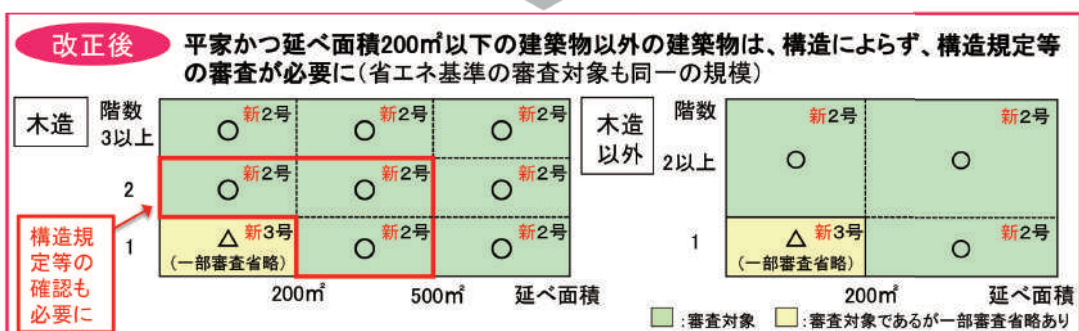 改正後
平家かつ延べ面積200㎡以下の建築物以外の建築物は、構造によらず、構造規定等
の審査が必要に(省エネ基準の審査対象も同一の規模)
木造
階数
3以上
○ 新2号
○ 新2号
○ 新2号
2
○ 新2号
○ 新2号
○ 新2号
1
△ 新3号
(一部審査省略)
○ 新2号
○ 新2号
200㎡
500㎡
延べ面積
構造規
定等の
確認も
必要に
木造
以外
階数
2以上
新2号
○
新2号
○
1
△ 新3号
(一部審査省略)
○ 新2号
200㎡
延べ面積
:審査対象
:審査対象であるが一部審査省略あり